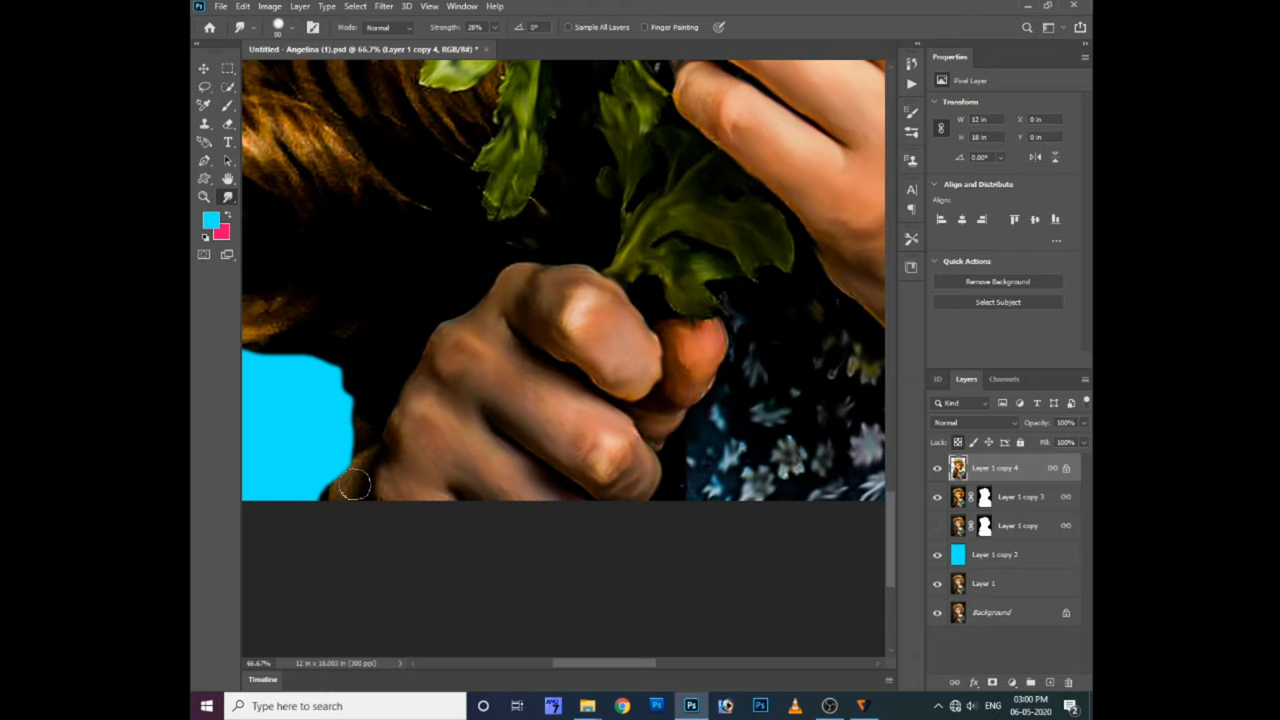 Ps File Edit Image Layer Type Select Filter 3D View Window Help
80 Mode: Normal Strength: 28% 0° Sample All Layers Finger Painting
Untitled - Angelina (1).psd @ 66.7% (Layer 1 copy 4, RGB/8#) *
Properties
Pixel Layer
Transform
W 12 in X 0 in
H 18 in Y 0 in
0.00°
Align and Distribute
Align:
Quick Actions
Remove Background
Select Subject
3D Layers Channels
Kind
Normal Opacity: 100%
Lock: Fill: 100%
Layer 1 copy 4
Layer 1 copy 3
Layer 1 copy
Layer 1 copy 2
Layer 1
Background
66.67% 12 in x 18.003 in (300 ppi)
Timeline
Type here to search
ENG
03:00 PM
06-05-2020
2